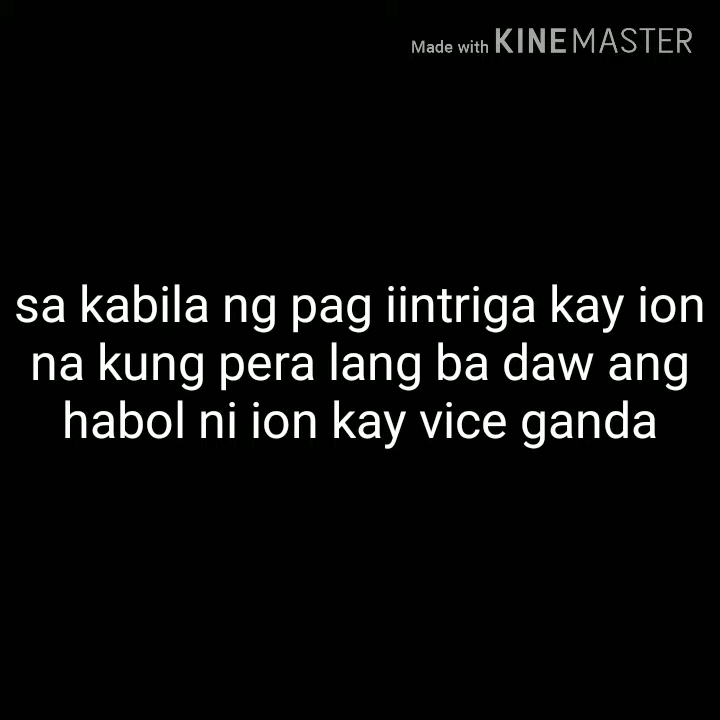 Made with KINEMASTER
sa kabila ng pag iintriga kay ion
na kung pera lang ba daw ang
habol ni ion kay vice ganda